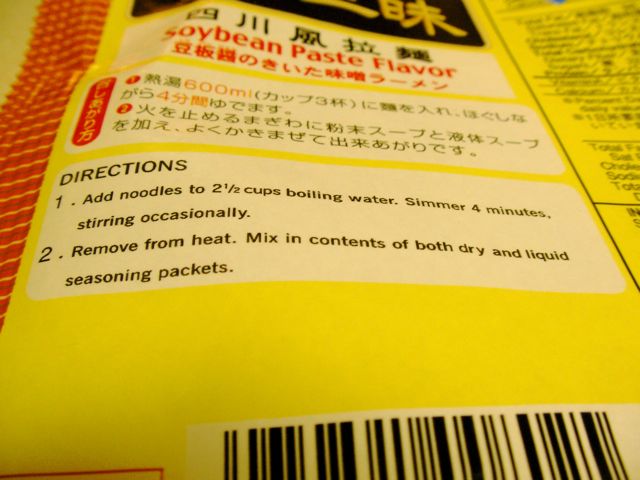 味
四川風拉麺
soybean Paste Flavor
豆板醤のきいた味噌ラーメン
❶熱湯600ml(カップ3杯)に麺を入れ、ほぐしな
がら4分間ゆでます。
❷火を止めるまぎわに粉末スープと液体スープ
を加え、よくかきまぜて出来あがりです。
DIRECTIONS
1. Add noodles to 2½ cups boiling water. Simmer 4 minutes,
stirring occasionally.
2. Remove from heat. Mix in contents of both dry and liquid
seasoning packets.
Total F
Sat
Chole
Sod
Tot